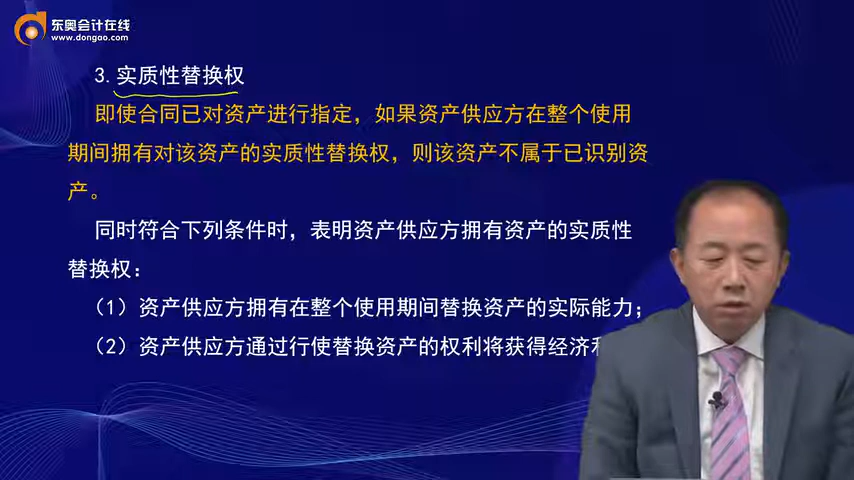 东奥会计在线
www.dongao.com
3.实质性替换权
即使合同已对资产进行指定，如果资产供应方在整个使用
期间拥有对该资产的实质性替换权，则该资产不属于已识别资
产。
同时符合下列条件时，表明资产供应方拥有资产的实质性
替换权：
（1）资产供应方拥有在整个使用期间替换资产的实际能力；
（2）资产供应方通过行使替换资产的权利将获得经济